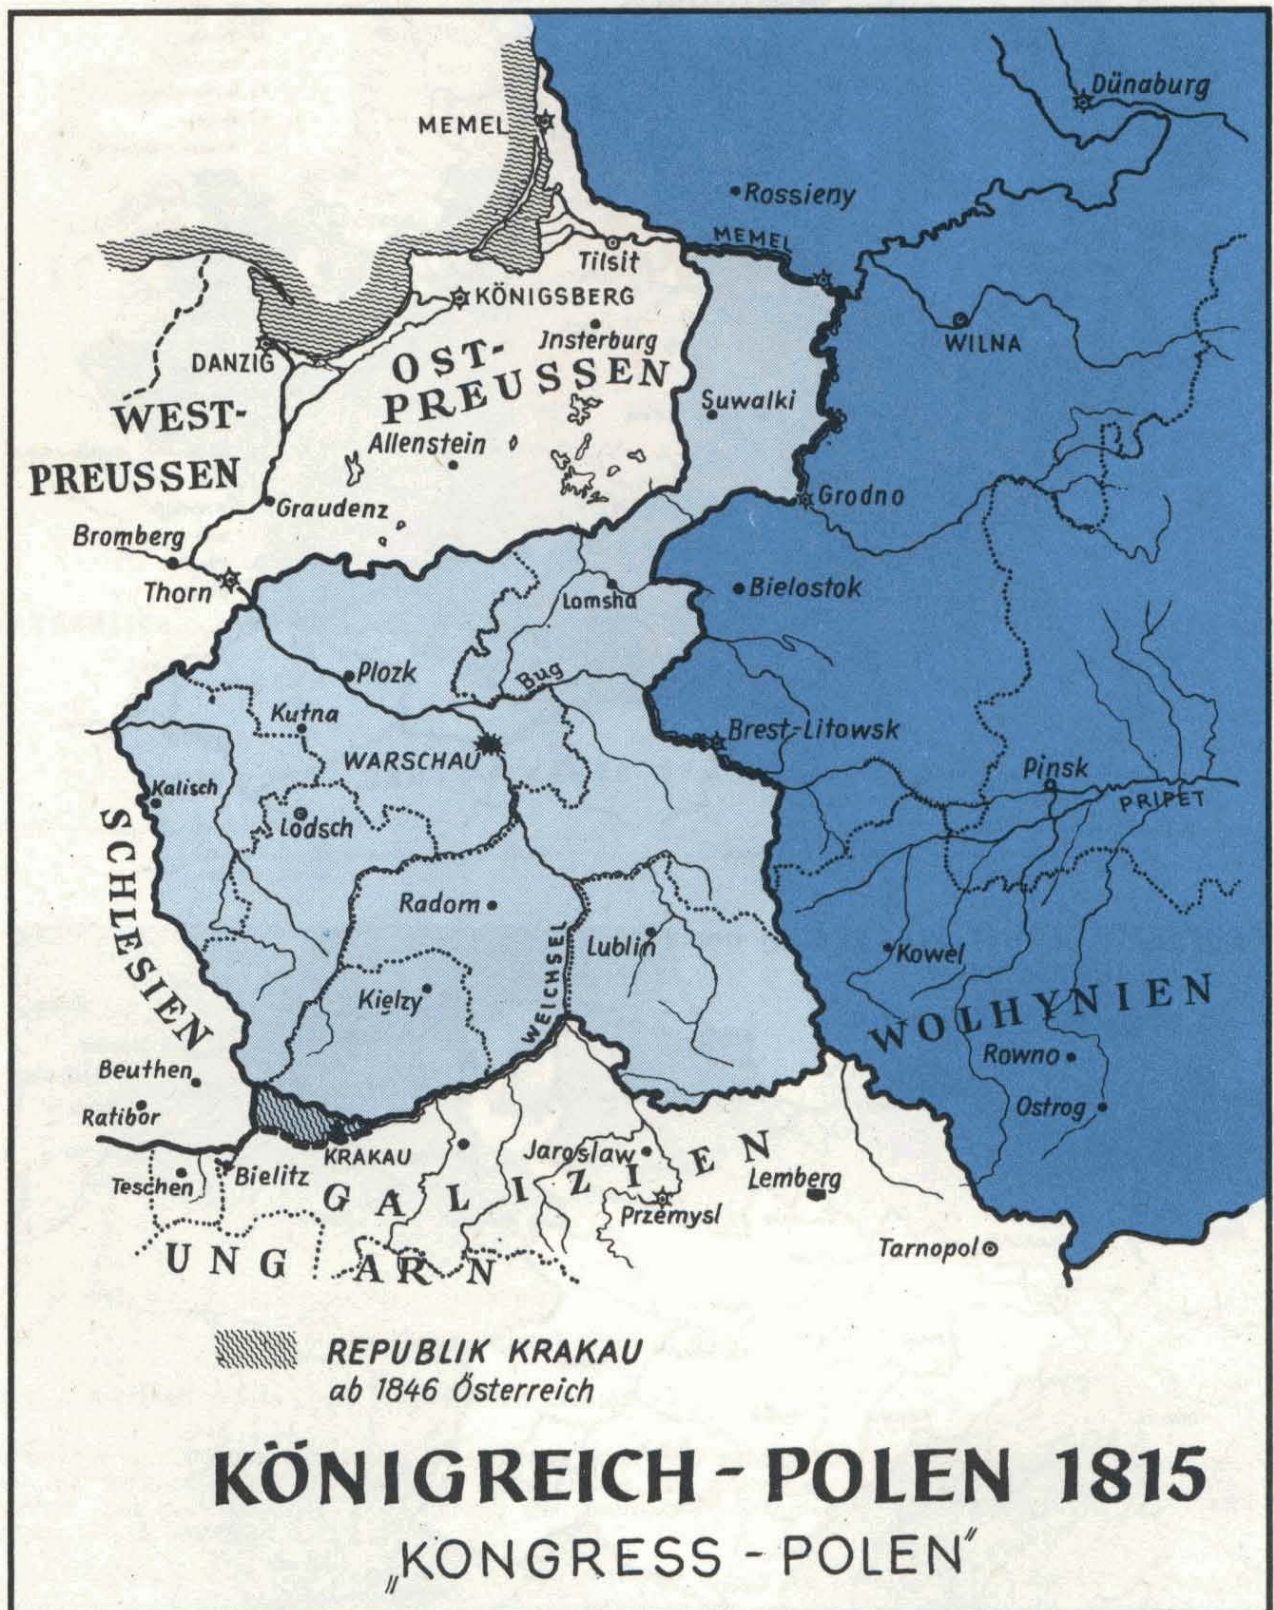 Dünaburg
MEMEL
Rossieny
MEMEL
Tilsit
KÖNIGSBERG
Jnsterburg
WILNA
DANZIG
OST-
PREUSSEN
Suwalki
WEST-
PREUSSEN
Allenstein
Grodno
Graudenz
Bromberg
Thorn
Bielostok
Lomsha
Plozk
Bug
Kutna
Brest-Litowsk
WARSCHAU
Pinsk
Kalisch
PRIPET
Lodsch
SCHLESIEN
Radom
WEICHSEL
Lublin
Kowel
Kielzy
WOLHYNIEN
Rowno
Beuthen
Ratibor
Ostrog
KRAKAU
Jaroslaw
Teschen
Bielitz
GALIZIEN
Lemberg
Przemysl
UNGARN
Tarnopol
REPUBLIK KRAKAU
ab 1846 Österreich
KÖNIGREICH - POLEN 1815
„KONGRESS - POLEN"